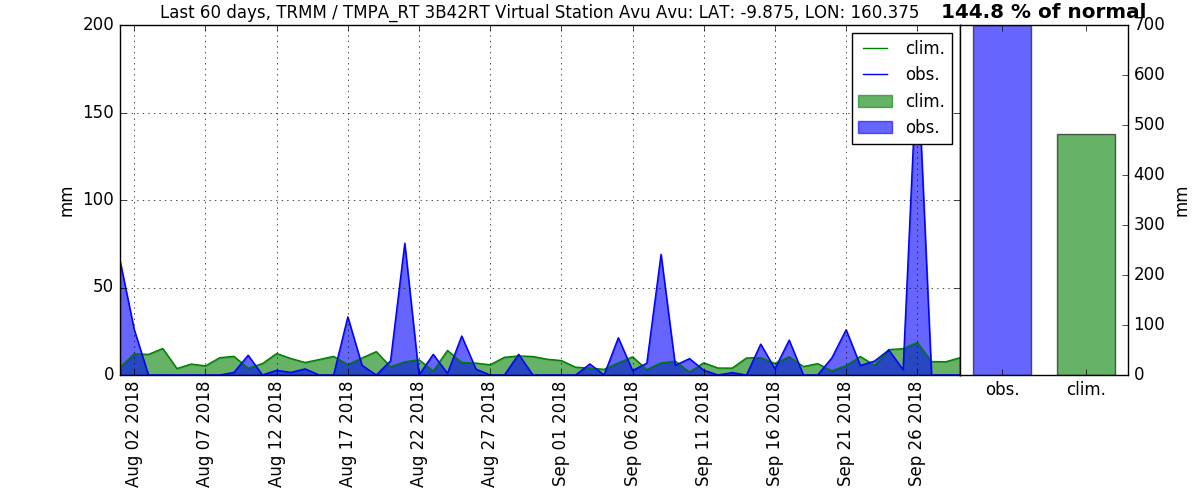 Last 60 days, TRMM / TMPA_RT 3B42RT Virtual Station Avu Avu: LAT: -9.875, LON: 160.375
144.8 % of normal
200
150
100
50
0
mm
clim.
obs.
clim.
obs.
700
600
500
400
300
200
100
0
mm
Aug 02 2018
Aug 07 2018
Aug 12 2018
Aug 17 2018
Aug 22 2018
Aug 27 2018
Sep 01 2018
Sep 06 2018
Sep 11 2018
Sep 16 2018
Sep 21 2018
Sep 26 2018
obs.
clim.